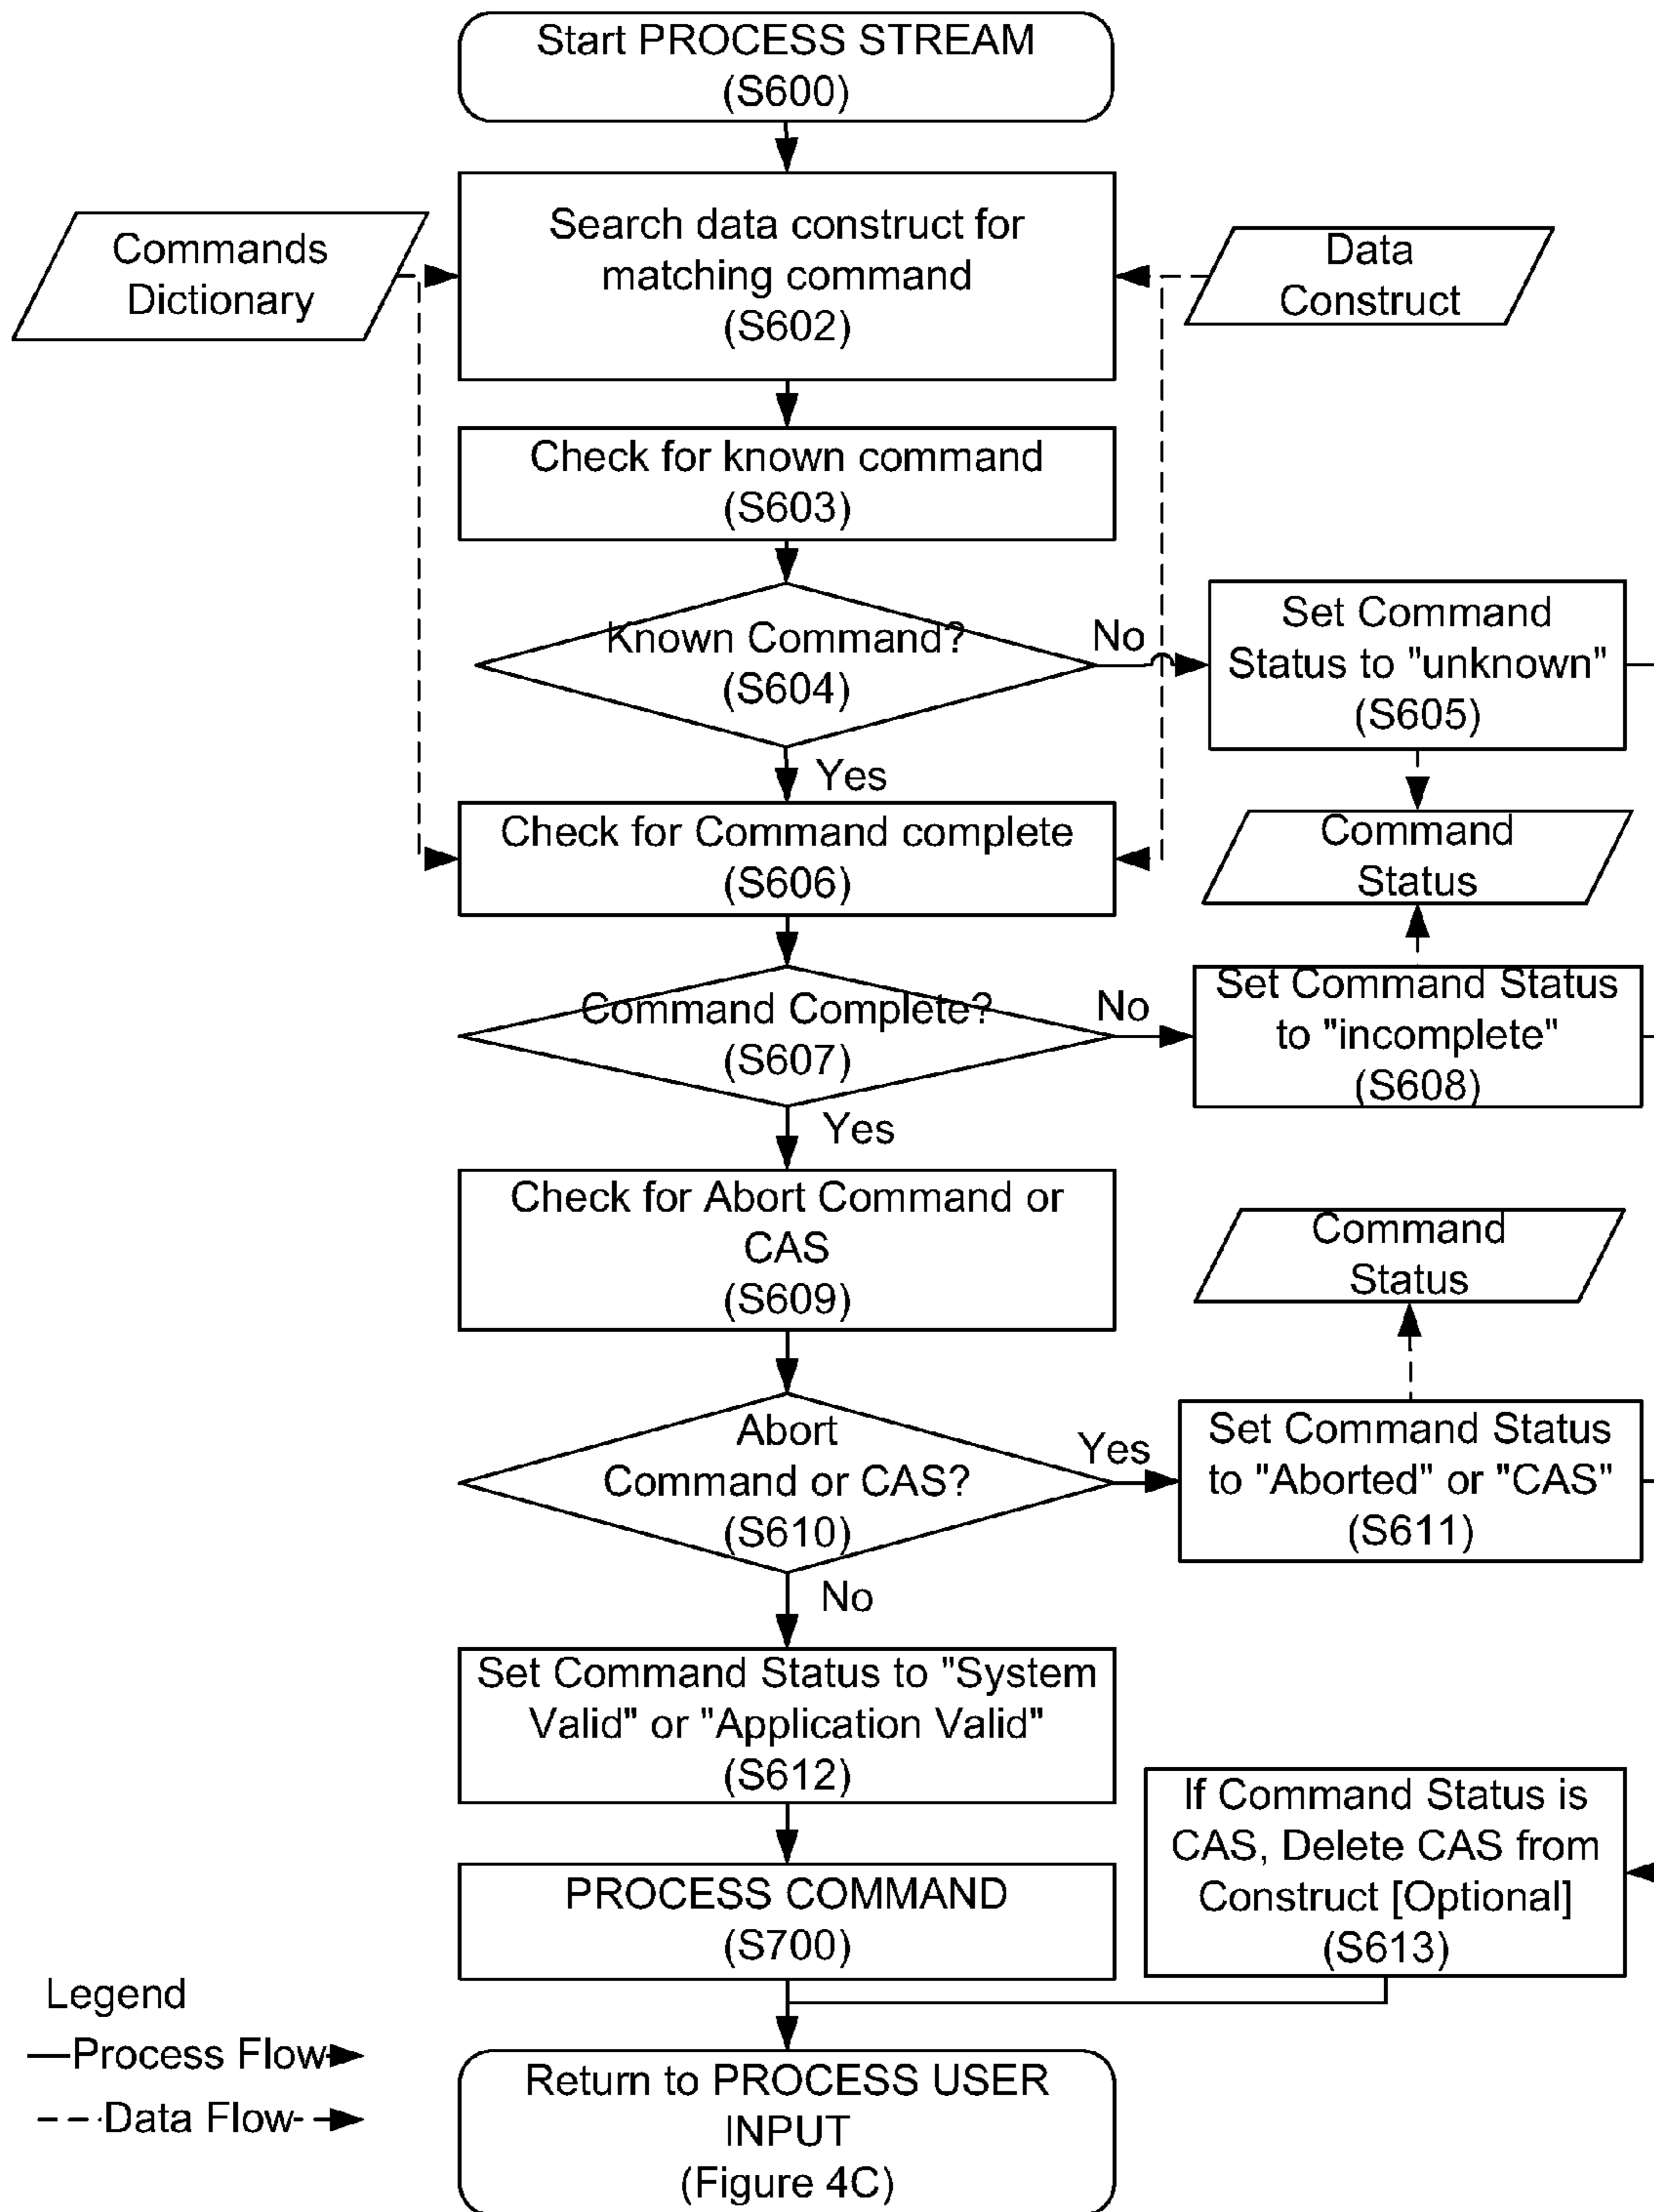 Start PROCESS STREAM
(S600)
Commands
Dictionary
Search data construct for
matching command
(S602)
Data
Construct
Check for known command
(S603)
Known Command?
(S604)
No
Set Command
Status to "unknown"
(S605)
Yes
Check for Command complete
(S606)
Command
Status
Command Complete?
(S607)
No
Set Command Status
to "incomplete"
(S608)
Yes
Check for Abort Command or
CAS
(S609)
Command
Status
Abort
Command or CAS?
(S610)
Yes
Set Command Status
to "Aborted" or "CAS"
(S611)
No
Set Command Status to "System
Valid" or "Application Valid"
(S612)
If Command Status is
CAS, Delete CAS from
Construct [Optional]
(S613)
PROCESS COMMAND
(S700)
Legend
Process Flow
Data Flow
Return to PROCESS USER
INPUT
(Figure 4C)